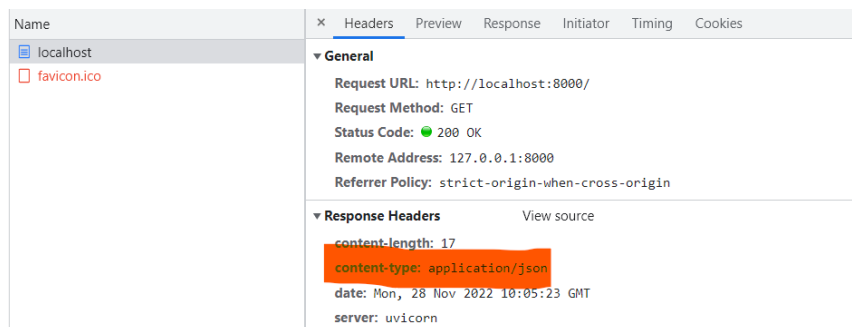 Name
localhost
favicon.ico
× Headers Preview Response Initiator Timing Cookies
General
Request URL: http://localhost:8000/
Request Method: GET
Status Code: 200 OK
Remote Address: 127.0.0.1:8000
Referrer Policy: strict-origin-when-cross-origin
Response Headers View source
content-length: 17
content-type: application/json
date: Mon, 28 Nov 2022 10:05:23 GMT
server: uvicorn